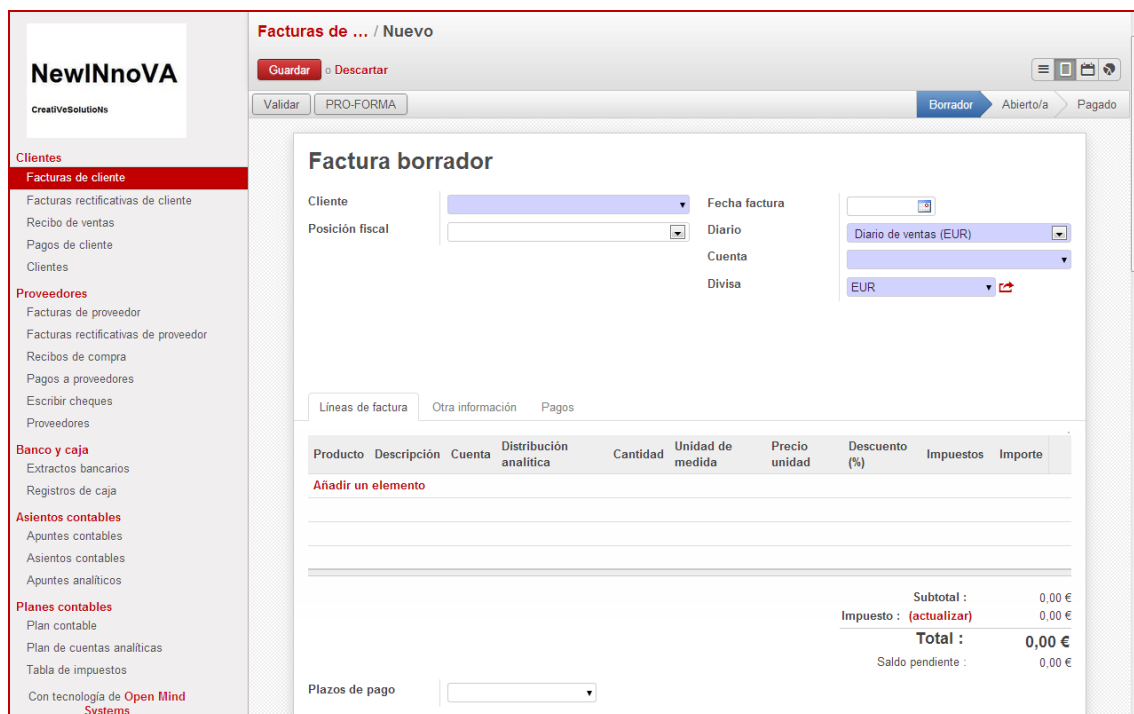 NewINnoVA
CreatiVeSolutioNs
Clientes
Facturas de cliente
Facturas rectificativas de cliente
Recibo de ventas
Pagos de cliente
Clientes
Proveedores
Facturas de proveedor
Facturas rectificativas de proveedor
Recibos de compra
Pagos a proveedores
Escribir cheques
Proveedores
Banco y caja
Extractos bancarios
Registros de caja
Asientos contables
Apuntes contables
Asientos contables
Apuntes analíticos
Planes contables
Plan contable
Plan de cuentas analíticas
Tabla de impuestos
Con tecnología de Open Mind
Systems
Facturas de ... / Nuevo
Guardar o Descartar
Validar PRO-FORMA Borrador Abierto/a Pagado
Factura borrador
Cliente
Posición fiscal
Fecha factura
Diario Diario de ventas (EUR)
Cuenta
Divisa EUR
Líneas de factura Otra información Pagos
Producto Descripción Cuenta Distribución analítica Cantidad Unidad de medida Precio unidad Descuento (%) Impuestos Importe
Añadir un elemento
Subtotal : 0,00 €
Impuesto : (actualizar) 0,00 €
Total : 0,00 €
Saldo pendiente : 0,00 €
Plazos de pago